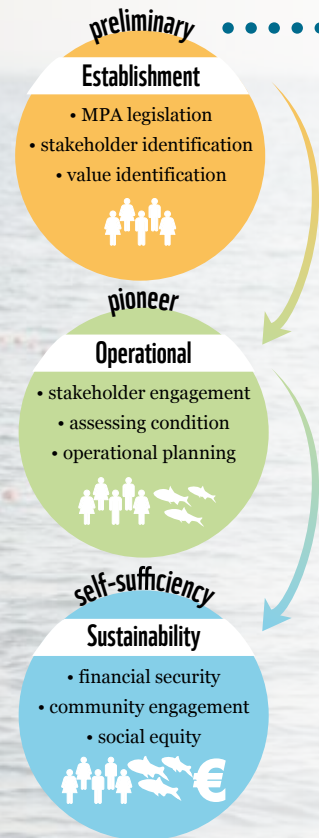 preliminary
Establishment
• MPA legislation
• stakeholder identification
• value identification
pioneer
Operational
• stakeholder engagement
• assessing condition
• operational planning
self-sufficiency
Sustainability
• financial security
• community engagement
• social equity
€